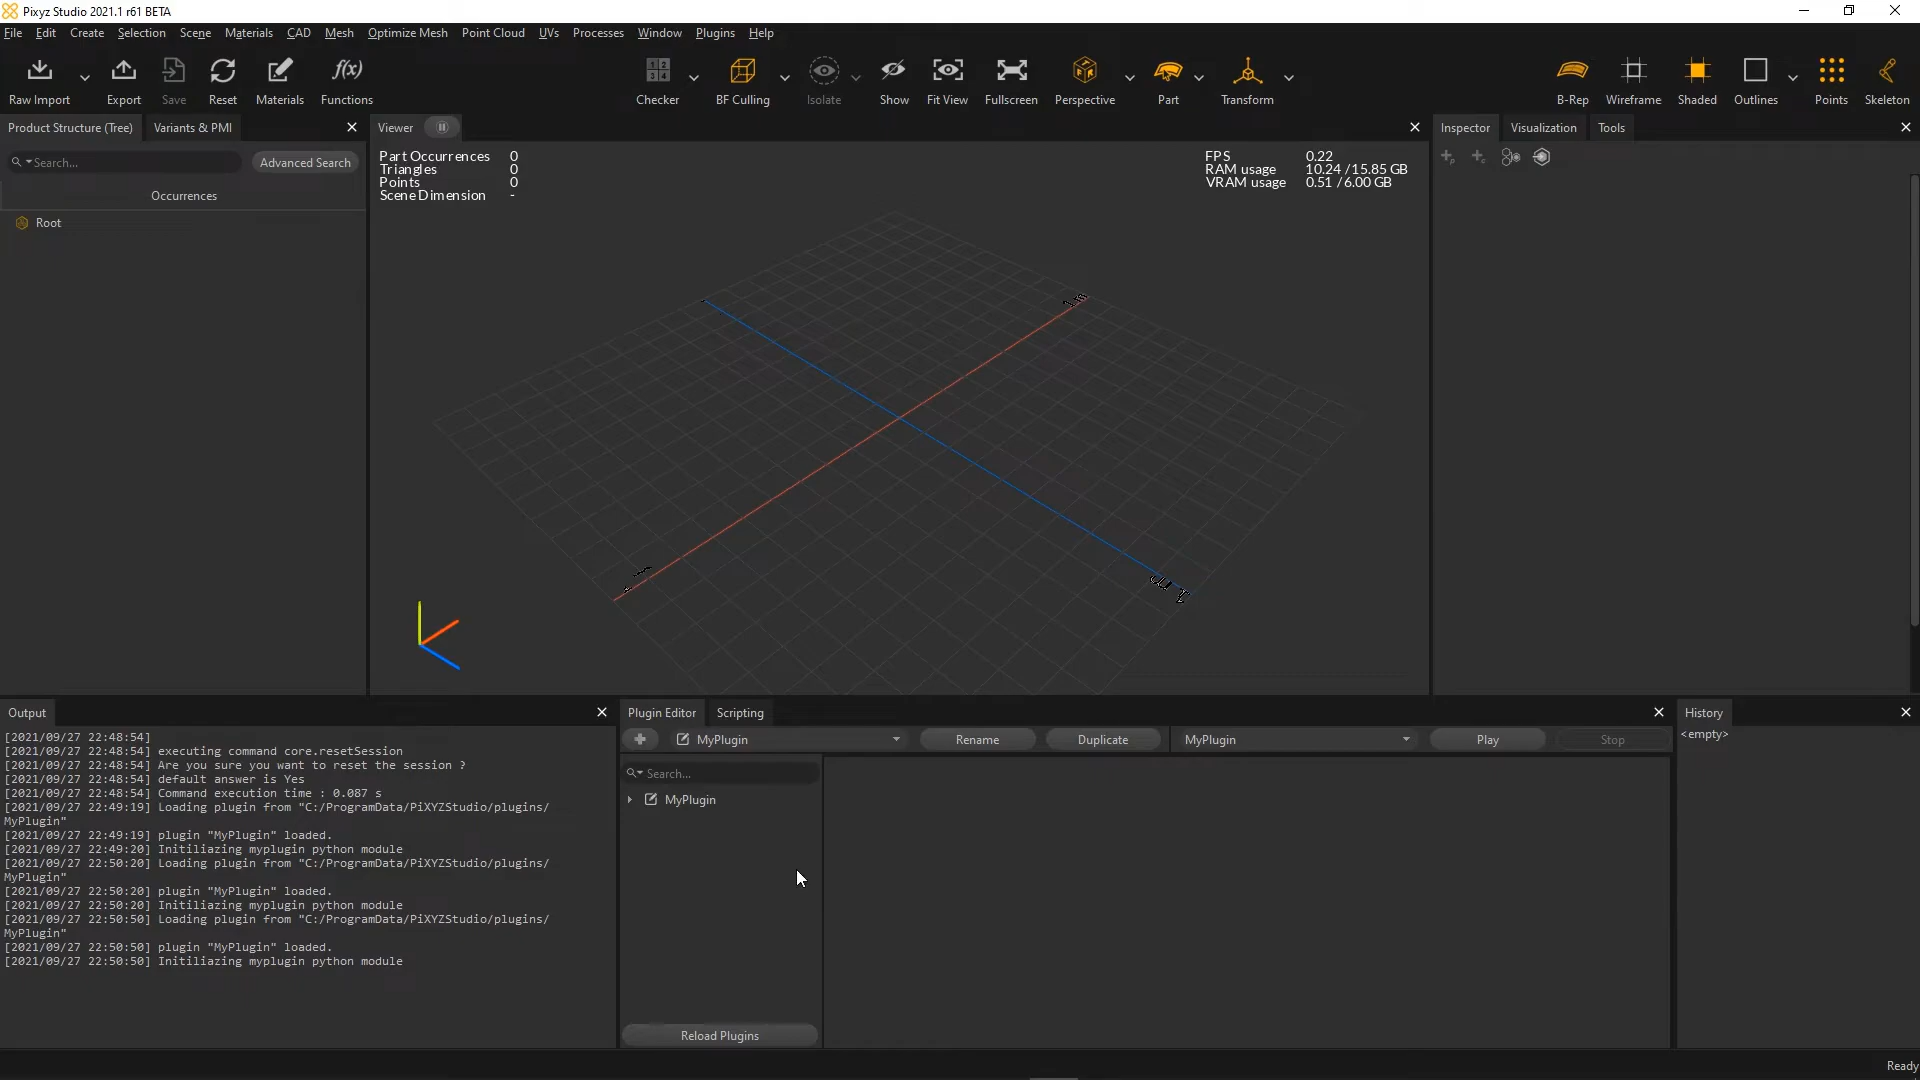 Pixyz Studio 2021.1 r61 BETA
File Edit Create Selection Scene Materials CAD Mesh Optimize Mesh Point Cloud UVs Processes Window Plugins Help
Raw Import Export Save Reset Materials Functions Checker BF Culling Isolate Show Fit View Fullscreen Perspective Part Transform B-Rep Wireframe Shaded Outlines Points Skeleton
f(x)
Product Structure (Tree) Variants & PMI
Search... Advanced Search
Occurrences
Root
Viewer
Part Occurrences 0
Triangles 0
Points 0
Scene Dimension -
FPS 0.22
RAM usage 10.24 / 15.85 GB
VRAM usage 0.51 / 6.00 GB
Inspector Visualization Tools
Output
[2021/09/27 22:48:54]
[2021/09/27 22:48:54] executing command core.resetSession
[2021/09/27 22:48:54] Are you sure you want to reset the session ?
[2021/09/27 22:48:54] default answer is Yes
[2021/09/27 22:48:54] Command execution time : 0.087 s
[2021/09/27 22:49:19] Loading plugin from "C:/ProgramData/PiXYZStudio/plugins/
MyPlugin"
[2021/09/27 22:49:19] plugin "MyPlugin" loaded.
[2021/09/27 22:49:20] Initiliazing myplugin python module
[2021/09/27 22:50:20] Loading plugin from "C:/ProgramData/PiXYZStudio/plugins/
MyPlugin"
[2021/09/27 22:50:20] plugin "MyPlugin" loaded.
[2021/09/27 22:50:20] Initiliazing myplugin python module
[2021/09/27 22:50:50] Loading plugin from "C:/ProgramData/PiXYZStudio/plugins/
MyPlugin"
[2021/09/27 22:50:50] plugin "MyPlugin" loaded.
[2021/09/27 22:50:50] Initiliazing myplugin python module
Plugin Editor Scripting
MyPlugin Rename Duplicate MyPlugin Play Stop
Search...
MyPlugin
Reload Plugins
History
<empty>
Ready